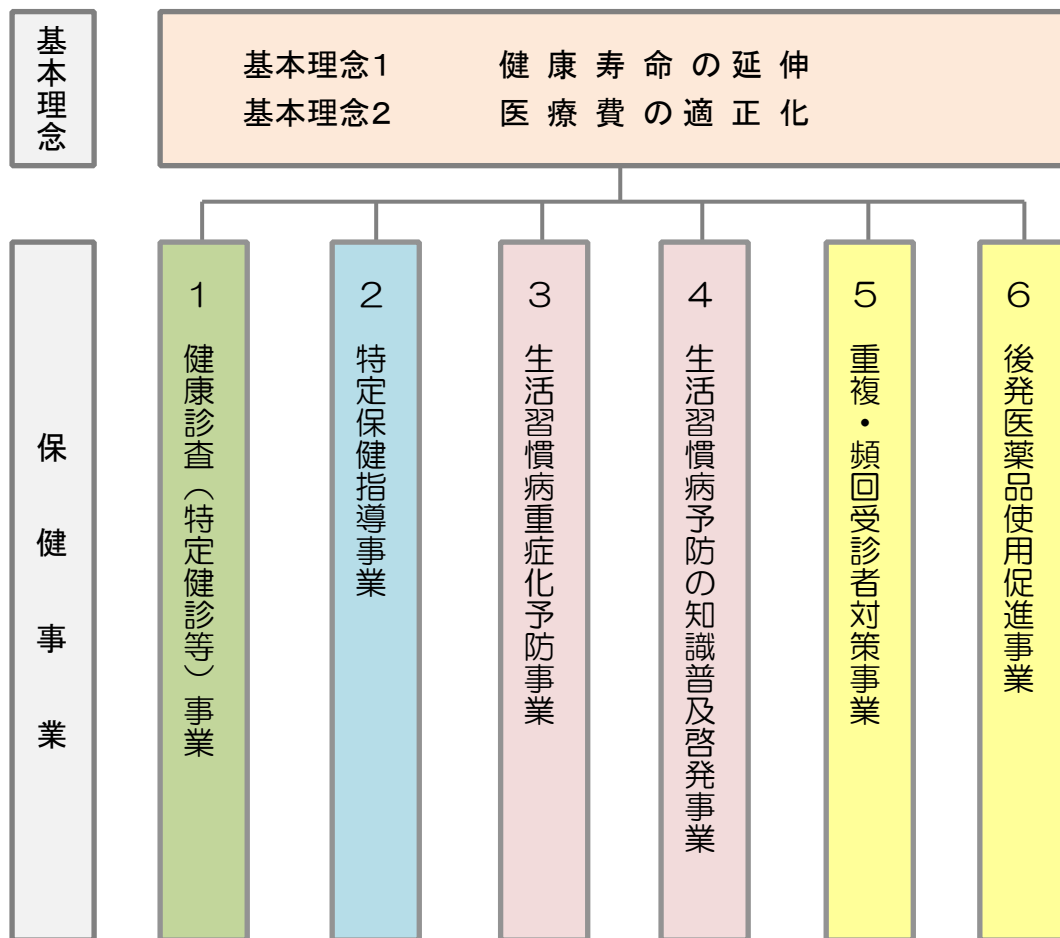 基本理念
基本理念1　健康寿命の延伸
基本理念2　医療費の適正化
保健事業
1 健康診査（特定健診等）事業
2 特定保健指導事業
3 生活習慣病重症化予防事業
4 生活習慣病予防の知識普及啓発事業
5 重複・頻回受診者対策事業
6 後発医薬品使用促進事業